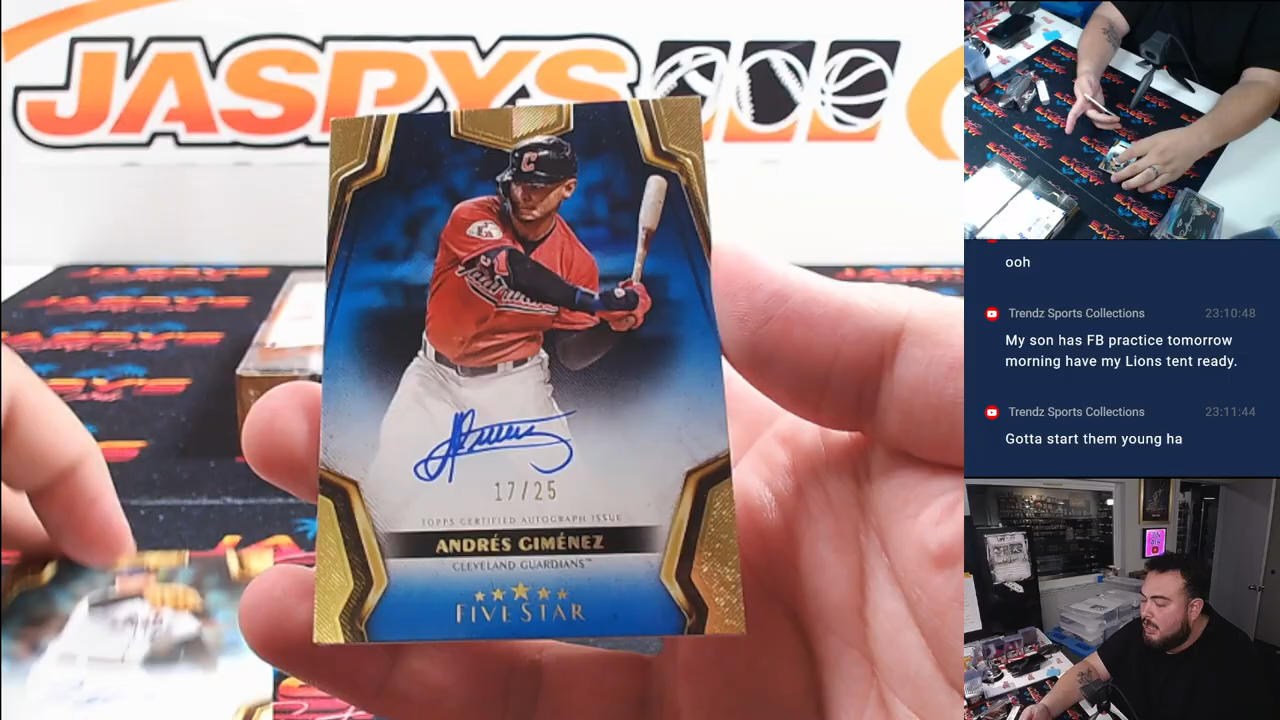 JASPYS
C
17/25
TOPPS CERTIFIED AUTOGRAPH ISSUE
ANDRÉS GIMÉNEZ
CLEVELAND GUARDIANS™
FIVE STAR
JASPYS
ooh
Trendz Sports Collections 23:10:48
My son has FB practice tomorrow
morning have my Lions tent ready.
Trendz Sports Collections 23:11:44
Gotta start them young ha